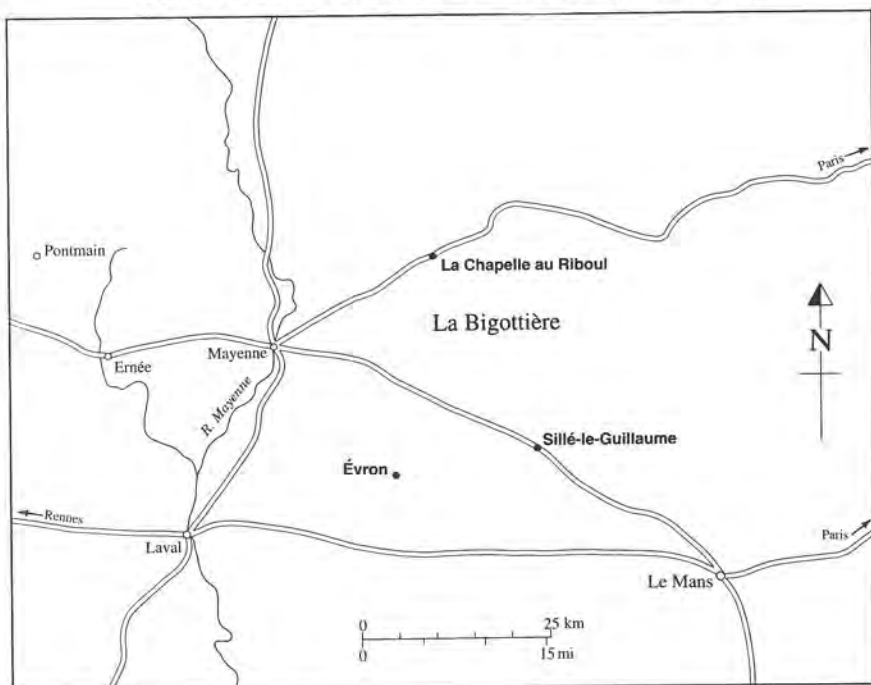 Paris
Pontmain
La Chapelle au Riboul
La Bigottière
N
Mayenne
Ernée
R. Mayenne
Sillé-le-Guillaume
Évron
Rennes
Laval
Paris
Le Mans
0 25 km
0 15 mi